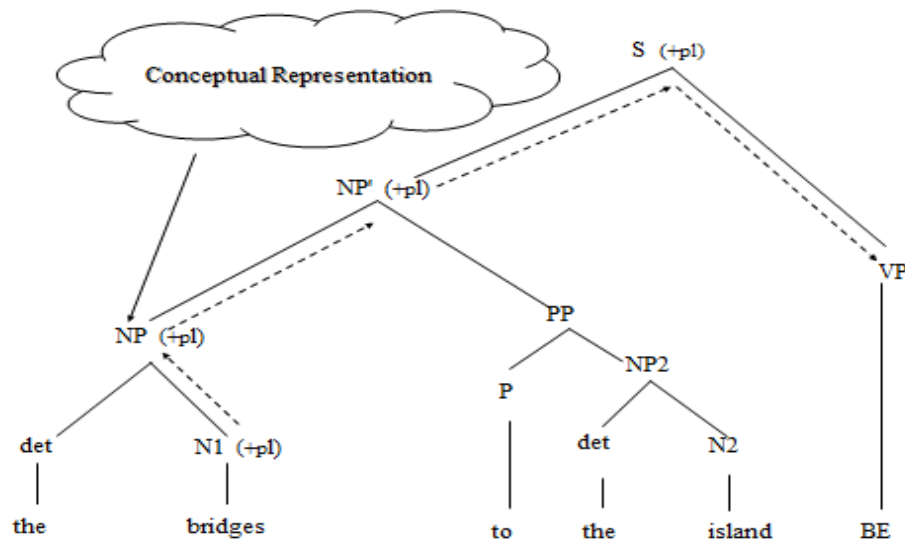 Conceptual Representation
S (+pl)
NP' (+pl)
VP
NP (+pl)
PP
P
NP2
det
N1 (+pl)
det
N2
the
bridges
to
the
island
BE